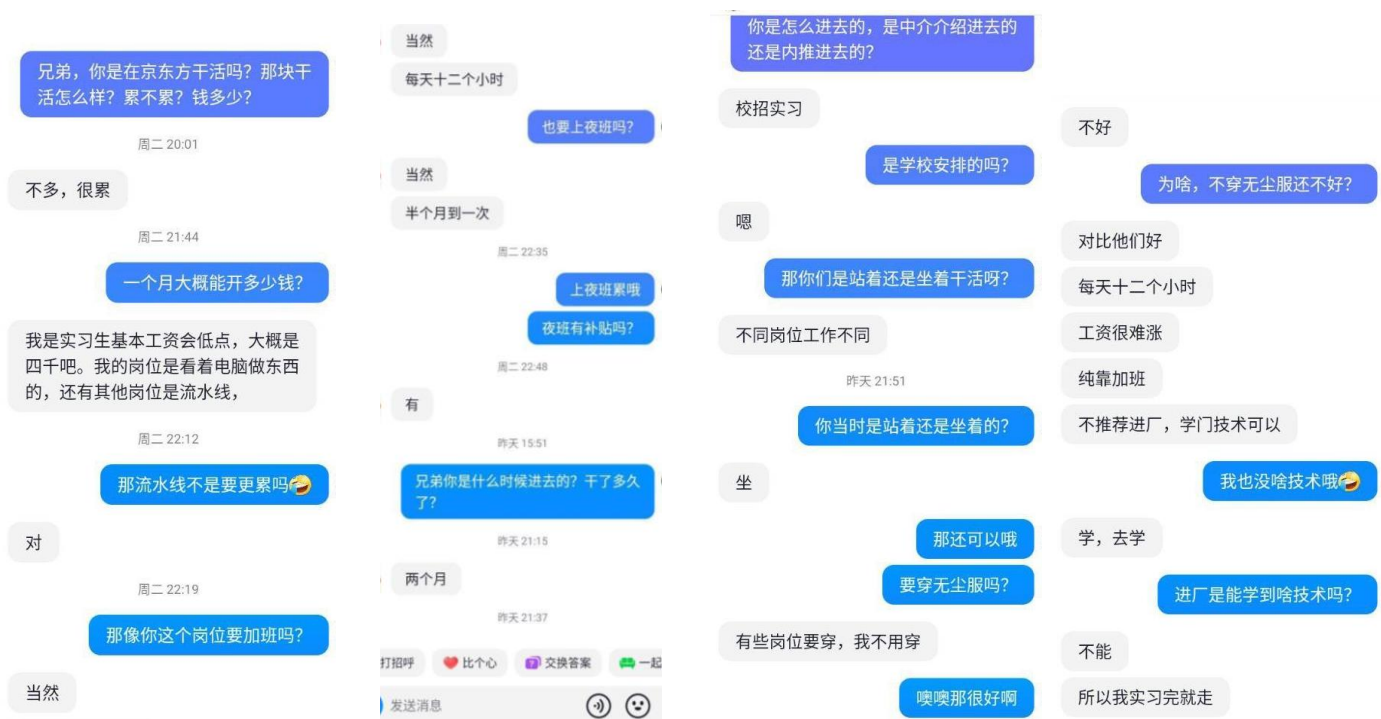 兄弟，你是在京东方干活吗？那块干
活怎么样？累不累？钱多少？
周二 20:01
不多，很累
周二 21:44
一个月大概能开多少钱？
我是实习生基本工资会低点，大概是
四千吧。我的岗位是看着电脑做东西
的，还有其他岗位是流水线，
周二 22:12
那流水线不是要更累吗🤣
对
周二 22:19
那像你这个岗位要加班吗？
当然
当然
每天十二个小时
也要上夜班吗？
当然
半个月到一次
周二 22:35
上夜班累哦
夜班有补贴吗？
周二 22:48
有
昨天 15:51
兄弟你是什么时候进去的？干了多久
了？
昨天 21:15
两个月
昨天 21:37
打招呼
比个心
交换答案
一起
发送消息
你是怎么进去的，是中介介绍进去的
还是内推进去的？
校招实习
是学校安排的吗？
嗯
那你们是站着还是坐着干活呀？
不同岗位工作不同
昨天 21:51
你当时是站着还是坐着的？
坐
那还可以哦
要穿无尘服吗？
有些岗位要穿，我不用穿
噢噢那很好啊
不好
为啥，不穿无尘服还不好？
对比他们好
每天十二个小时
工资很难涨
纯靠加班
不推荐进厂，学门技术可以
我也没啥技术哦🤣
学，去学
进厂是能学到啥技术吗？
不能
所以我实习完就走